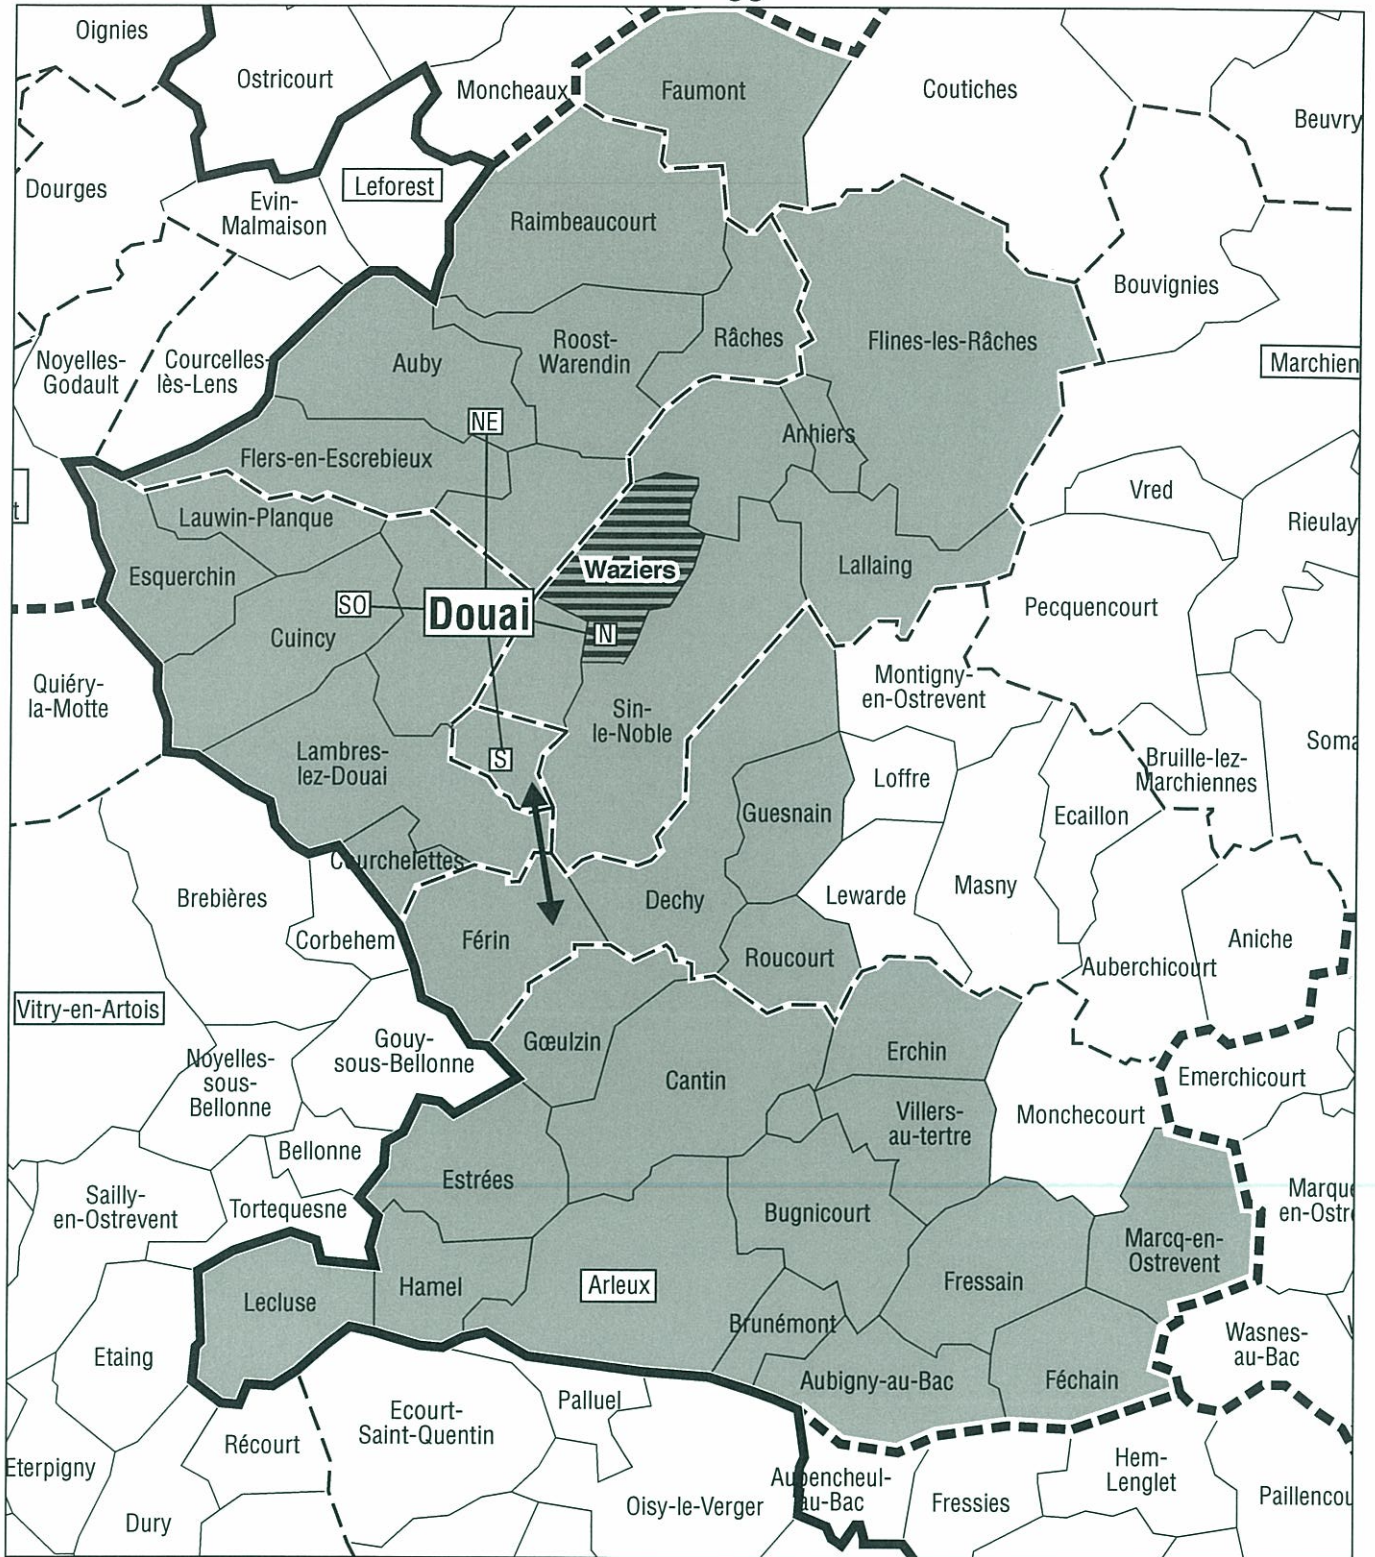 Oignies
Ostricourt
Moncheaux
Faumont
Coutiches
Beuvry
Dourges
Evin-
Malmaison
Leforest
Raimbeaucourt
Bouvignies
Noyelles-
Godault
Courcelles-
lès-Lens
Auby
Roost-
Warendin
Râches
Flines-les-Râches
Marchien
NE
Anhiers
Flers-en-Escrebieux
Vred
Lauwin-Planque
Rieulay
t
Esquerchin
Waziers
Lallaing
SO
Douai
N
Pecquencourt
Cuincy
Quiéry-
la-Motte
Sin-
le-Noble
Montigny-
en-Ostrevent
Lambres-
lez-Douai
S
Loffre
Bruille-lez-
Marchiennes
Soma
Guesnain
Ecaillon
Courchelettes
Brebières
Dechy
Lewarde
Masny
Corbehem
Férin
Roucourt
Auberchicourt
Aniche
Vitry-en-Artois
Gouy-
sous-Bellonne
Gœulzin
Cantin
Erchin
Emerchicourt
Noyelles-
sous-
Bellonne
Villers-
au-tertre
Monchecourt
Bellonne
Estrées
Sailly-
en-Ostrevent
Tortequesne
Bugnicourt
Marque
en-Ostre
Marcq-en-
Ostrevent
Lecluse
Hamel
Arleux
Fressain
Brunémont
Wasnes-
au-Bac
Etaing
Aubigny-au-Bac
Féchain
Ecourt-
Saint-Quentin
Palluel
Récourt
Eterpigny
Hem-
Lenglet
Aubencheul-
au-Bac
Oisy-le-Verger
Fressies
Paillencou
Dury